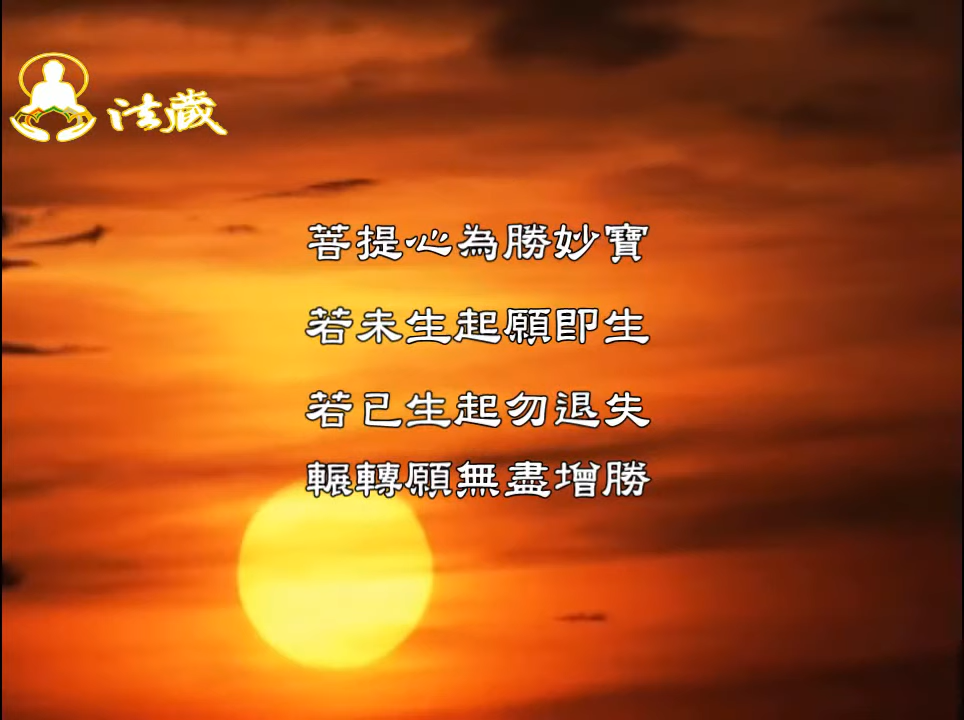 法藏
菩提心為勝妙寶
若未生起願即生
若已生起勿退失
輾轉願無盡增勝